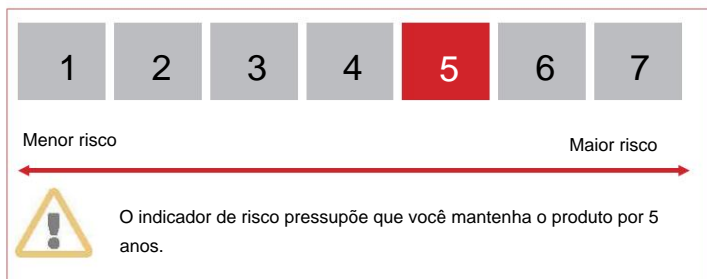 1 2 3 4 5 6 7
Menor risco
Maior risco
O indicador de risco pressupõe que você mantenha o produto por 5
anos.